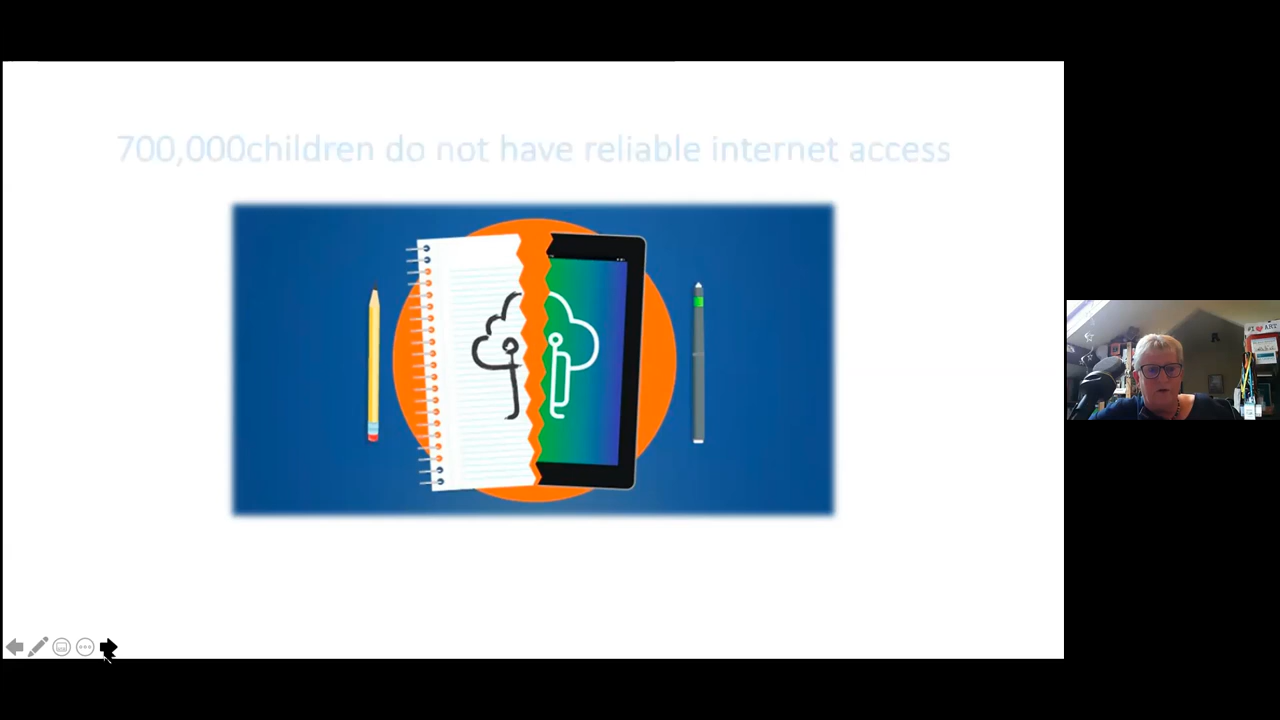 700,000children do not have reliable internet access